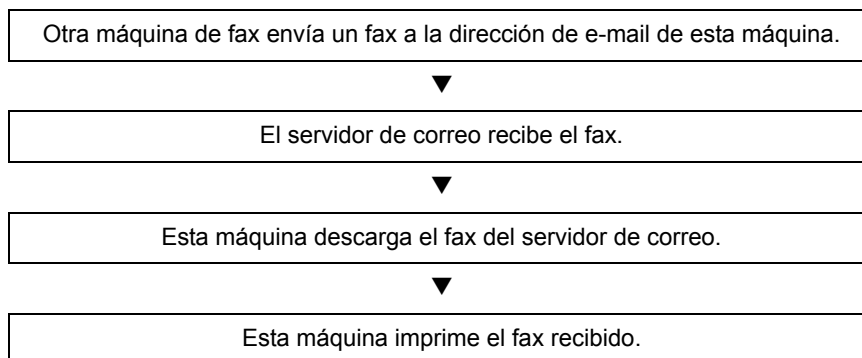 Otra máquina de fax envía un fax a la dirección de e-mail de esta máquina.
▼
El servidor de correo recibe el fax.
▼
Esta máquina descarga el fax del servidor de correo.
▼
Esta máquina imprime el fax recibido.